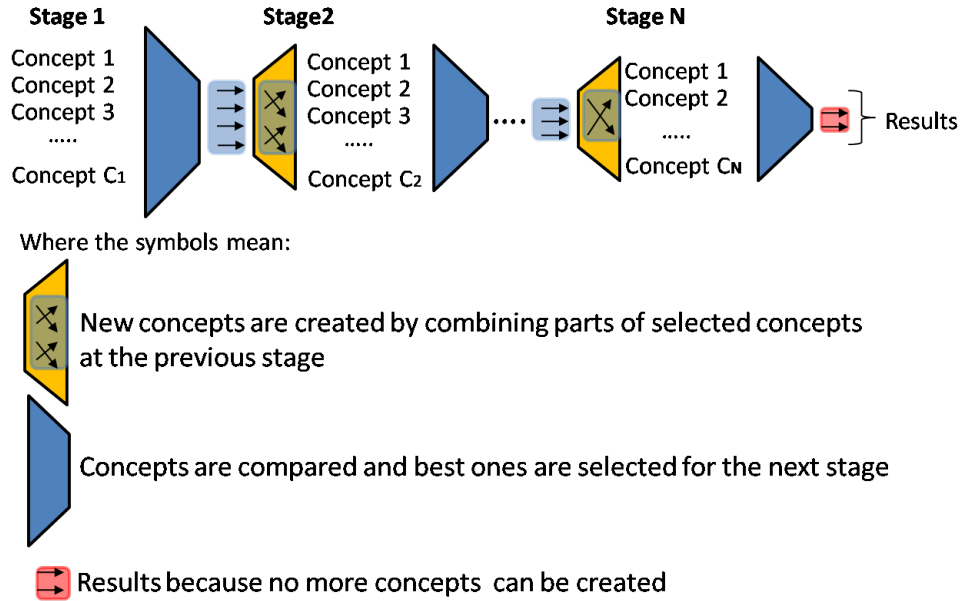 Stage 1
Stage2
Stage N
Concept 1
Concept 2
Concept 3
.....
Concept C1
Concept 1
Concept 2
Concept 3
.....
Concept C2
....
Concept 1
Concept 2
.....
Concept CN
Results
Where the symbols mean:
New concepts are created by combining parts of selected concepts
at the previous stage
Concepts are compared and best ones are selected for the next stage
Results because no more concepts can be created